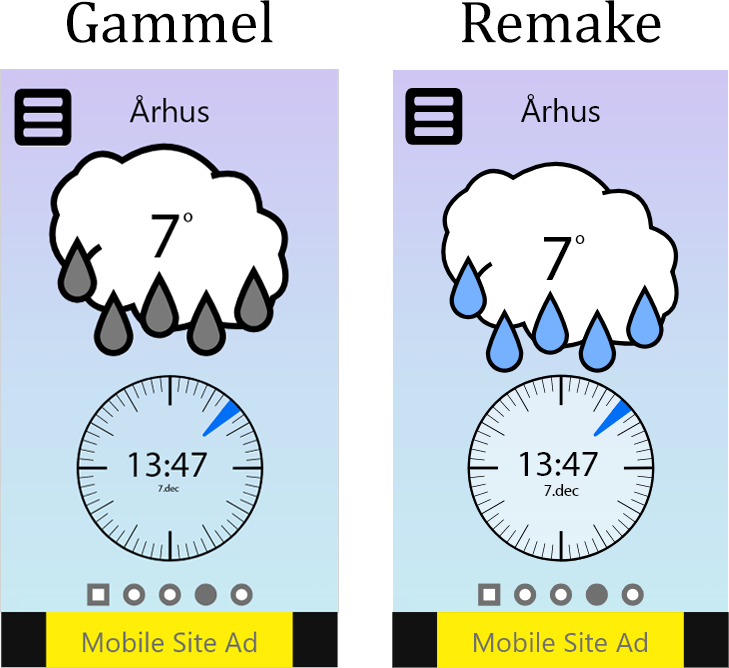 Gammel
Århus
7°
13:47
7.dec
Mobile Site Ad
Remake
Århus
7°
13:47
7.dec
Mobile Site Ad